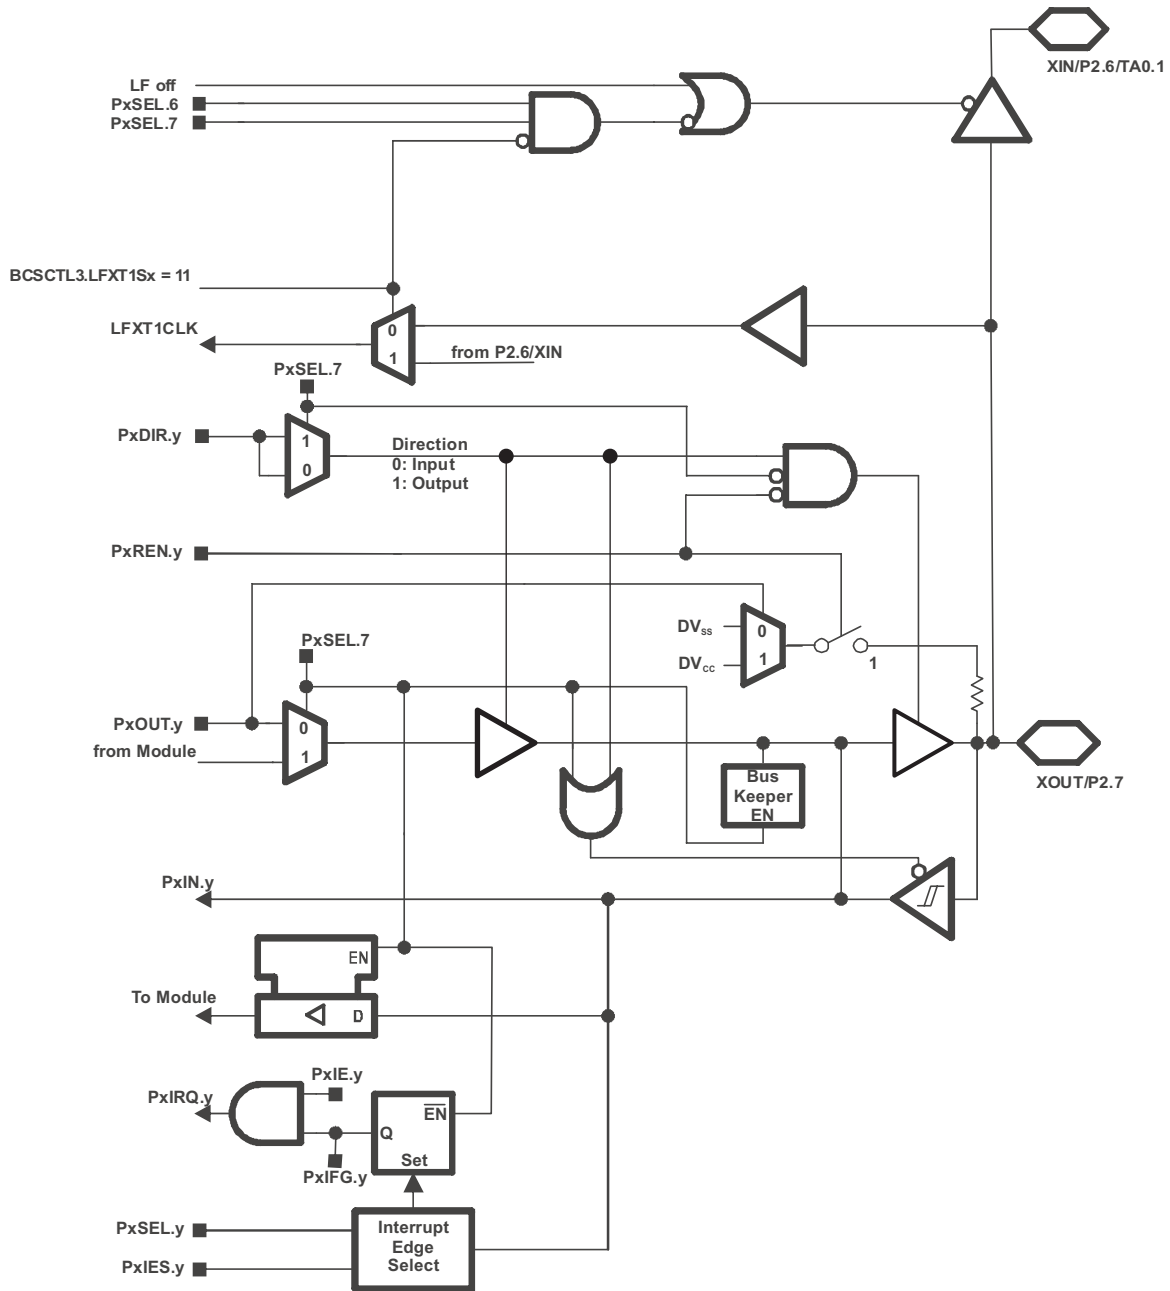 XIN/P2.6/TA0.1
LF off
PxSEL.6
PxSEL.7
BCSCTL3.LFXT1Sx = 11
LFXT1CLK
0
1
from P2.6/XIN
PxSEL.7
PxDIR.y
1
0
Direction
0: Input
1: Output
PxREN.y
DVss
0
DVcc
1
1
PxSEL.7
PxOUT.y
0
from Module
1
Bus
Keeper
EN
XOUT/P2.7
PxIN.y
EN
To Module
D
PxIE.y
PxIRQ.y
EN
Q
Set
PxIFG.y
PxSEL.y
PxIES.y
Interrupt
Edge
Select